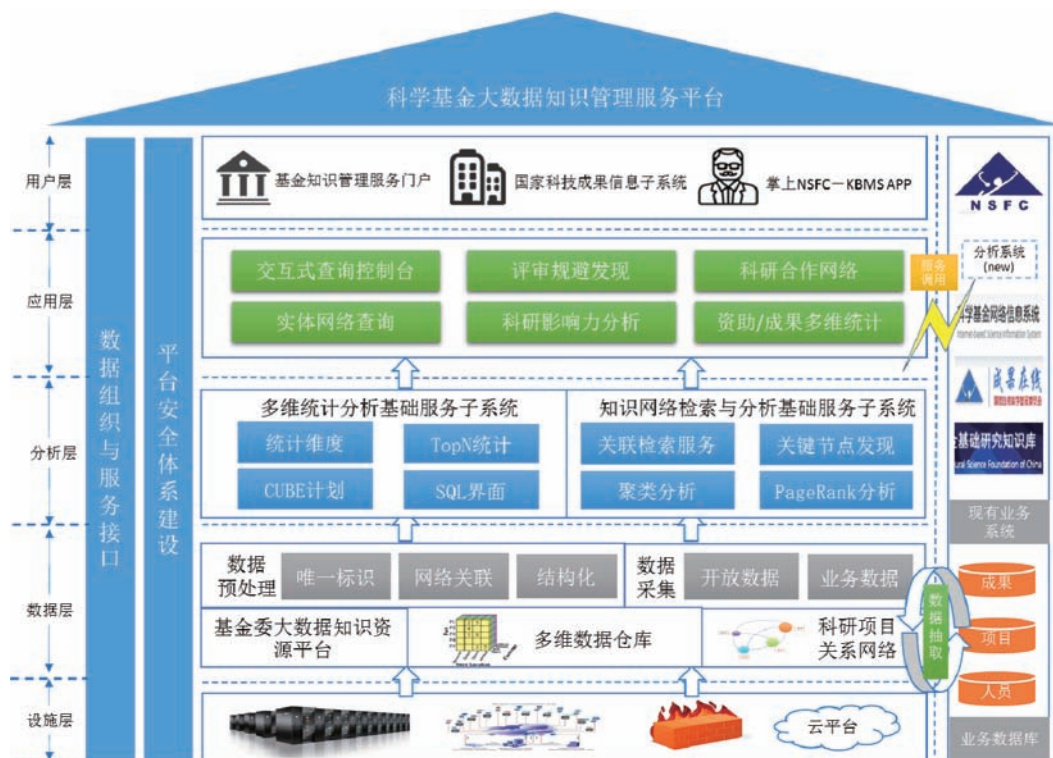 科学基金大数据知识管理服务平台
用户层
应用层
分析层
数据层
设施层
数据组织与服务接口
平台安全体系建设
基金知识管理服务门户
国家科技成果信息子系统
掌上NSFC-KBMS APP
交互式查询控制台
评审规避发现
科研合作网络
实体网络查询
科研影响力分析
资助/成果多维统计
多维统计分析基础服务子系统
统计维度
TopN统计
CUBE计划
SQL界面
知识网络检索与分析基础服务子系统
关联检索服务
关键节点发现
聚类分析
PageRank分析
数据
预处理
唯一标识
网络关联
结构化
数据
采集
开放数据
业务数据
基金委大数据知识资
源平台
多维数据仓库
科研项目
关系网络
云平台
NSFC
服务
调用
分析系统
(new)
科学基金网络信息系统
Internet-based Science Information System
成果在线
金基础研究知识库
ural Science Foundation of China
现有业务
系统
数据抽取
成果
项目
人员
业务数据库